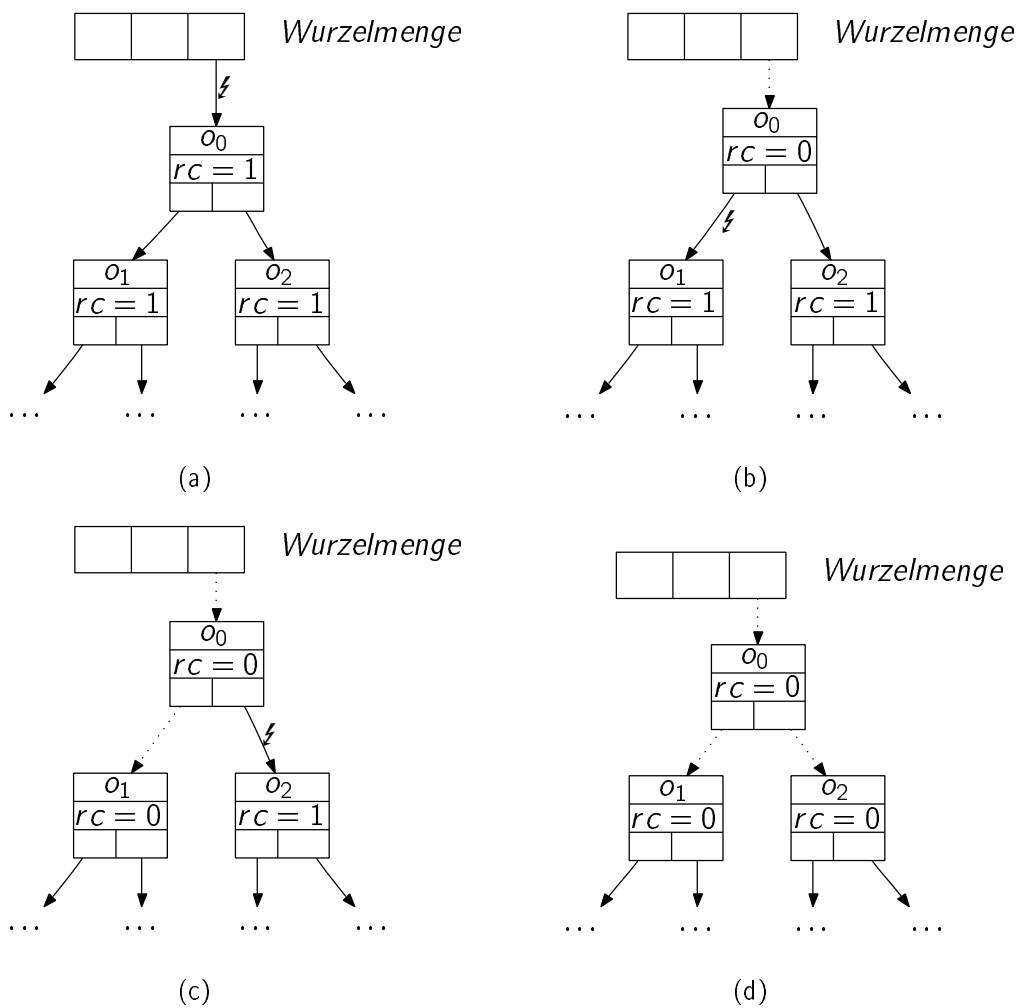 Wurzelmenge
o₀
rc = 1
o₁ o₂
rc = 1 rc = 1
... ... ... ...
(a)
Wurzelmenge
o₀
rc = 0
o₁ o₂
rc = 1 rc = 1
... ... ... ...
(b)
Wurzelmenge
o₀
rc = 0
o₁ o₂
rc = 0 rc = 1
... ... ... ...
(c)
Wurzelmenge
o₀
rc = 0
o₁ o₂
rc = 0 rc = 0
... ... ... ...
(d)